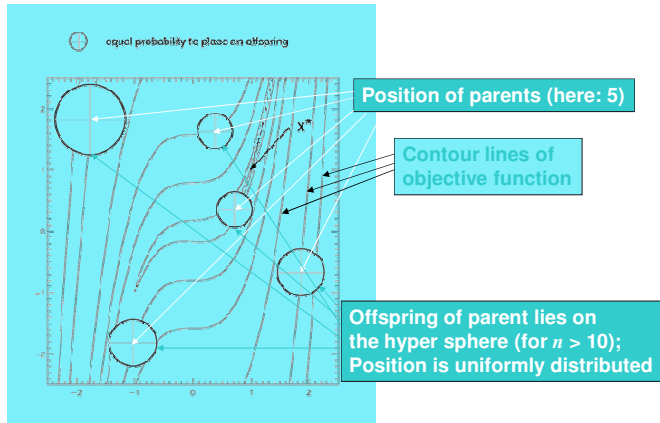 equal probability to place an offspring
Position of parents (here: 5)
X*
Contour lines of
objective function
Offspring of parent lies on
the hyper sphere (for n > 10);
Position is uniformly distributed
2
1
0
−1
−2
−2 −1 0 1 2